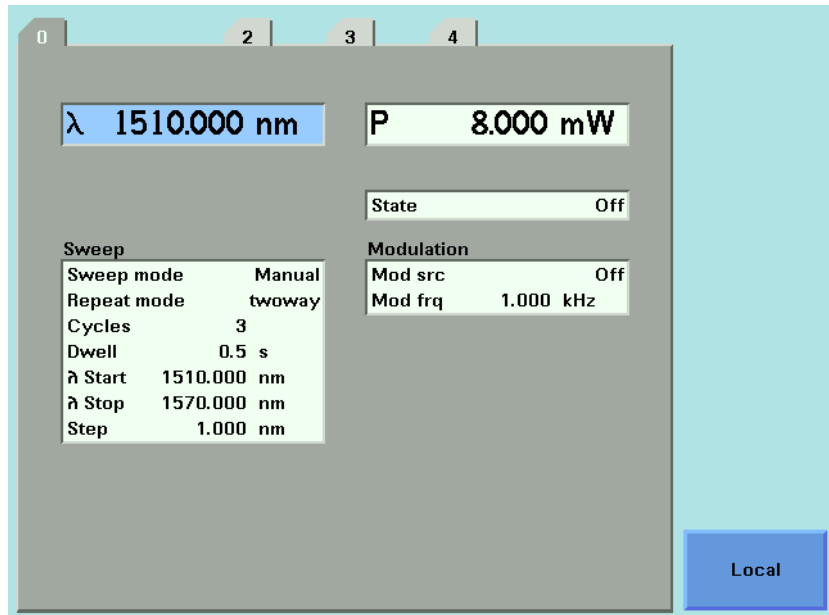 0 2 3 4
λ 1510.000 nm
P 8.000 mW
State Off
Sweep
Sweep mode Manual
Repeat mode twoway
Cycles 3
Dwell 0.5 s
λ Start 1510.000 nm
λ Stop 1570.000 nm
Step 1.000 nm
Modulation
Mod src Off
Mod frq 1.000 kHz
Local